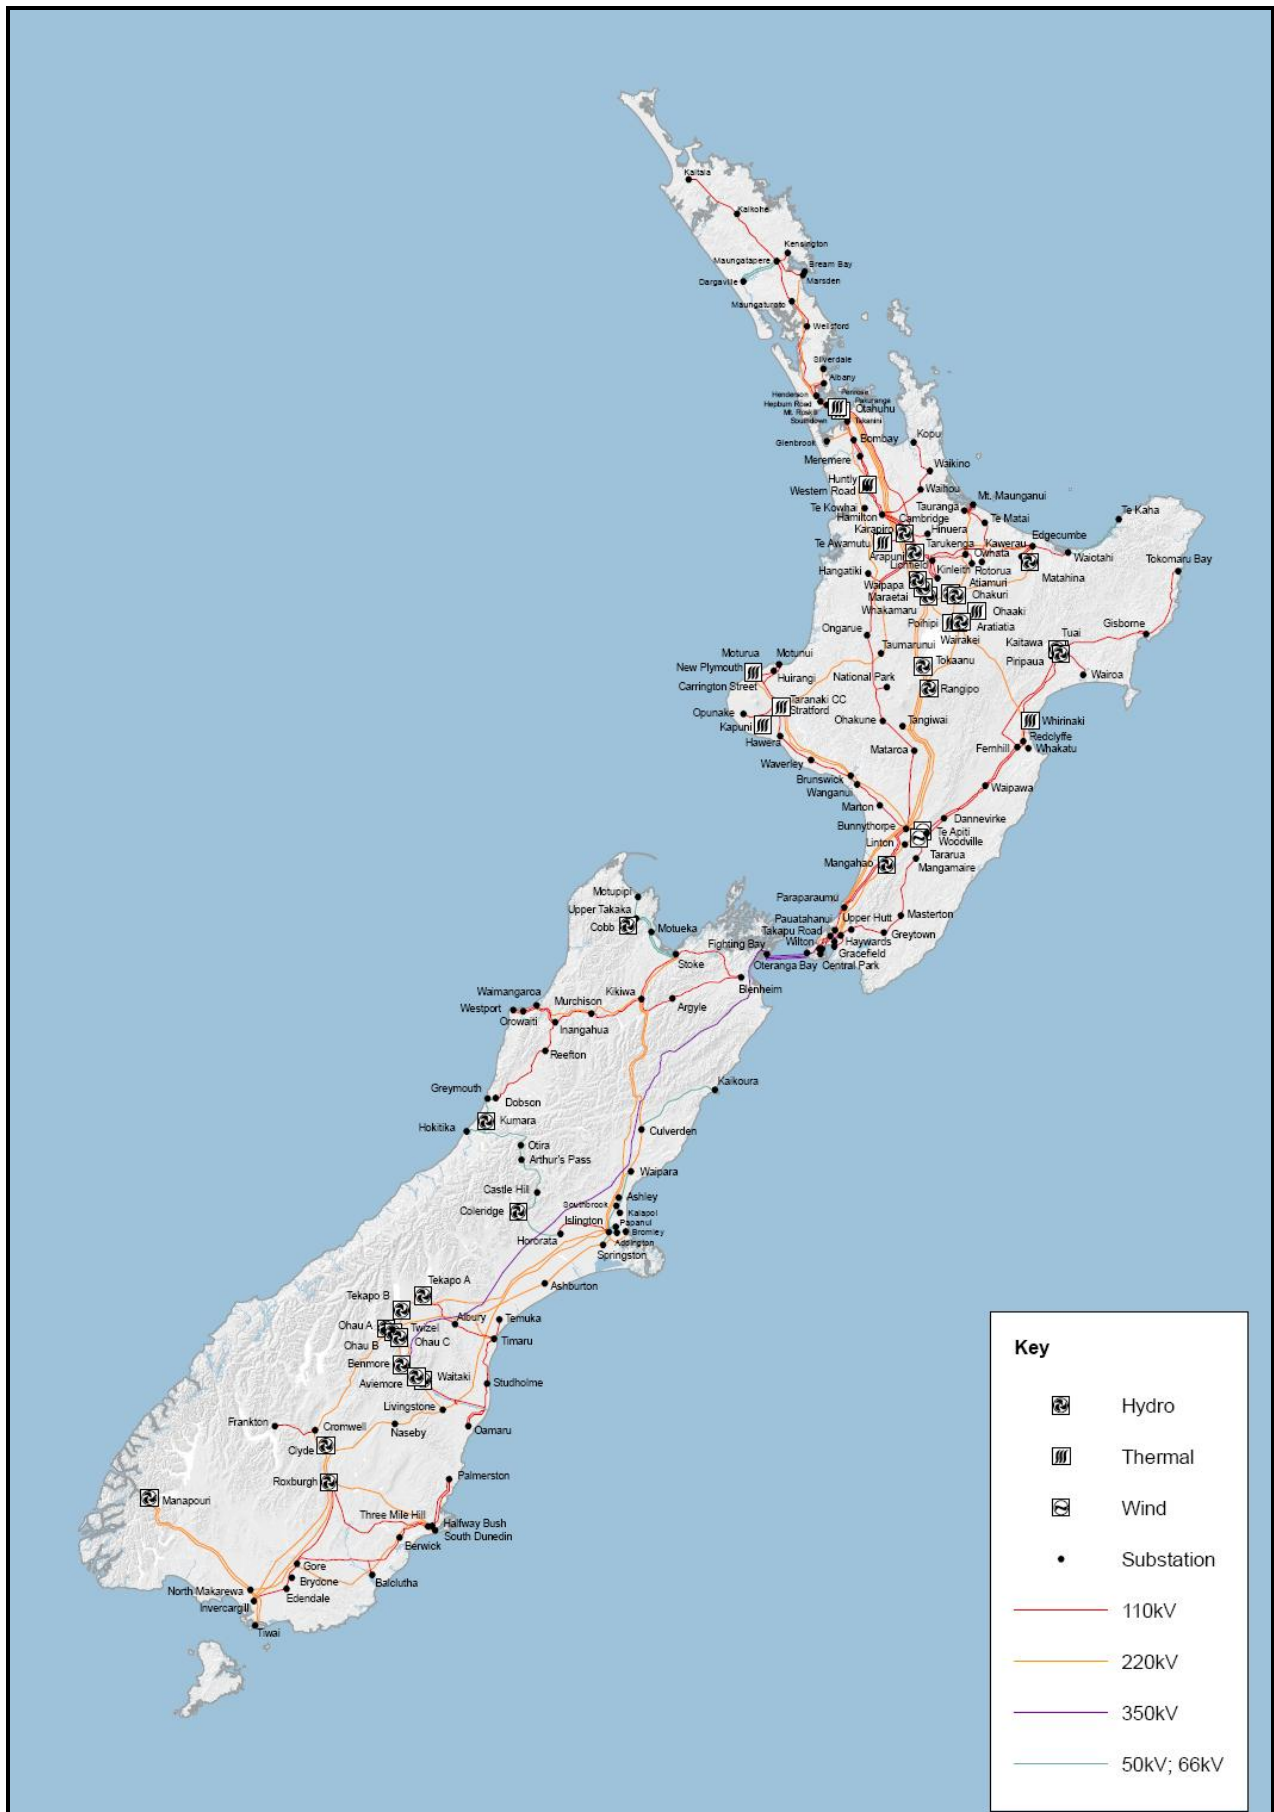 Kaitaia
Kaikohe
Kensington
Maungatapere
Bream Bay
Dargaville
Marsden
Maungaturoto
Wellsford
Silverdale
Albany
Henderson
Penrose
Hepburn Road
Pakuranga
Mt. Roskill
Otahuhu
Southdown
Takanini
Glenbrook
Bombay
Kopu
Meremere
Waikino
Huntly
Western Road
Waihou
Mt. Maunganui
Te Kowhai
Tauranga
Te Kaha
Hamilton
Cambridge
Te Matai
Karapiro
Hinuera
Edgecumbe
Te Awamutu
Tarukenga
Kawerau
Arapuni
Owhata
Waiotahi
Lichfield
Tokomaru Bay
Hangatiki
Kinleith
Rotorua
Matahina
Waipapa
Atiamuri
Maraetai
Ohakuri
Whakamaru
Ohaaki
Poihipi
Aratiatia
Gisborne
Ongarue
Wairakei
Tuai
Taumarunui
Kaitawa
Moturua
Motunui
Tokaanu
Piripaua
New Plymouth
Huirangi
National Park
Wairoa
Carrington Street
Rangipo
Taranaki CC
Opunake
Stratford
Kapuni
Ohakune
Tangiwai
Whirinaki
Hawera
Redclyffe
Mataroa
Fernhill
Whakatu
Waverley
Brunswick
Waipawa
Wanganui
Marton
Dannevirke
Bunnythorpe
Te Apiti
Linton
Woodville
Tararua
Mangahao
Mangamaire
Motupipi
Paraparaumu
Upper Takaka
Pauatahanui
Upper Hutt
Masterton
Cobb
Motueka
Takapu Road
Greytown
Fighting Bay
Wilton
Haywards
Gracefield
Stoke
Oteranga Bay
Central Park
Blenheim
Waimangaroa
Murchison
Kikiwa
Westport
Argyle
Orowaiti
Inangahua
Reefton
Kaikoura
Greymouth
Dobson
Kumara
Hokitika
Culverden
Otira
Arthur's Pass
Waipara
Castle Hill
Ashley
Southbrook
Coleridge
Kaiapoi
Islington
Papanui
Bromley
Hororata
Addington
Springston
Tekapo A
Ashburton
Tekapo B
Albury
Temuka
Ohau A
Twizel
Timaru
Ohau B
Ohau C
Benmore
Waitaki
Aviemore
Studholme
Livingstone
Frankton
Cromwell
Naseby
Oamaru
Clyde
Roxburgh
Palmerston
Manapouri
Three Mile Hill
Halfway Bush
South Dunedin
Berwick
Gore
Brydone
Balclutha
North Makarewa
Edendale
Invercargill
Tiwai
Key
Hydro
Thermal
Wind
Substation
110kV
220kV
350kV
50kV; 66kV